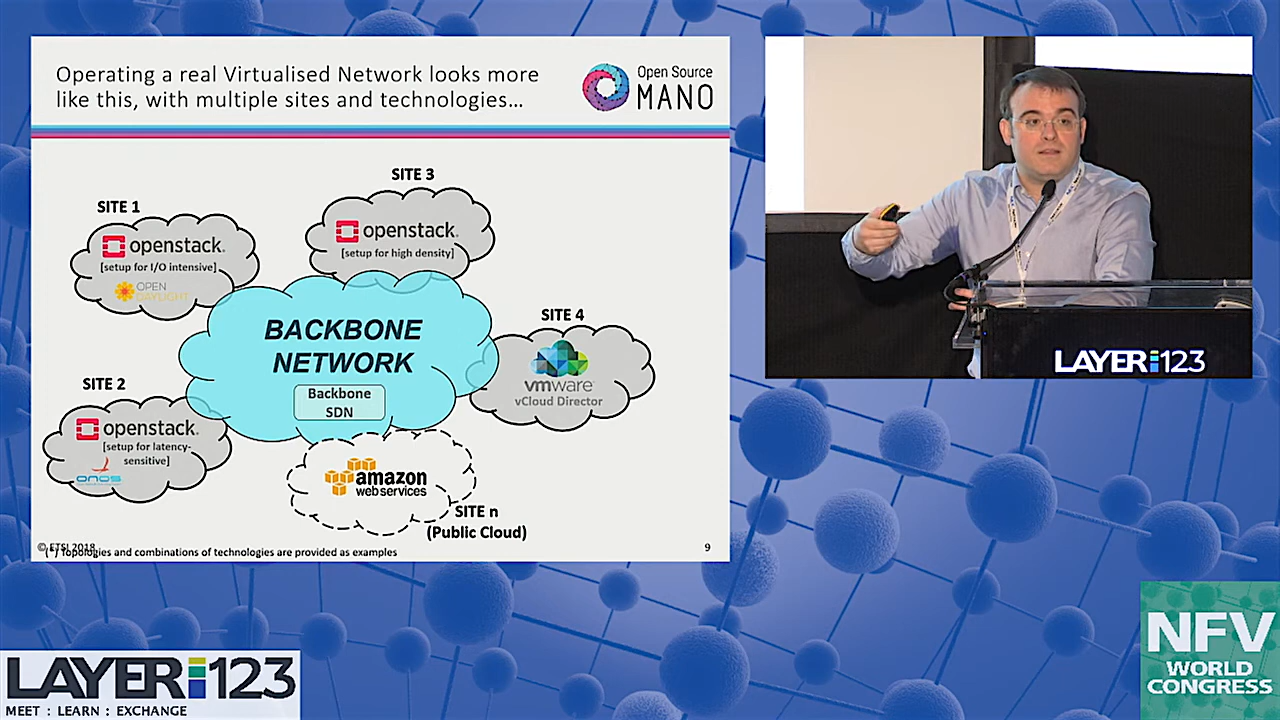 Operating a real Virtualised Network looks more
like this, with multiple sites and technologies...
Open Source
MANO
SITE 1
openstack.
[setup for I/O intensive]
OPEN
DAYLIGHT
SITE 3
openstack.
[setup for high density]
BACKBONE
NETWORK
Backbone
SDN
SITE 4
vmware
vCloud Director
SITE 2
openstack.
[setup for latency-
sensitive]
onos
amazon
webservices
SITE n
(Public Cloud)
© ETSI 2018
(*) Topologies and combinations of technologies are provided as examples
9
LAYER123
LAYER123
MEET : LEARN : EXCHANGE
NFV
WORLD
CONGRESS